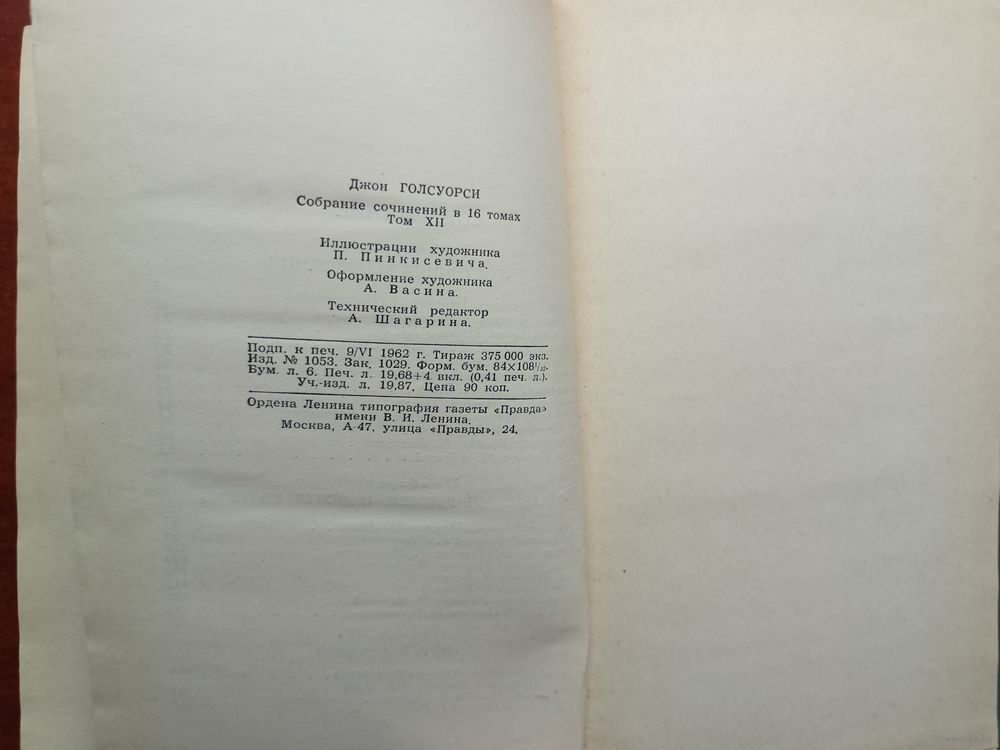 Джон ГОЛСУОРСИ
Собрание сочинений в 16 томах
Том XII
Иллюстрации художника
П. Пинкисевича.
Оформление художника
А. Васина.
Технический редактор
А. Шагарина.
Подп. к печ. 9/VI 1962 г. Тираж 375 000 экз.
Изд. № 1053. Зак. 1029. Форм. бум. 84×108¹/₃₂.
Бум. л. 6. Печ. л. 19,68+4 вкл. (0,41 печ. л.).
Уч.-изд. л. 19,87. Цена 90 коп.
Ордена Ленина типография газеты «Правда»
имени В. И. Ленина.
Москва, А-47, улица «Правды», 24.